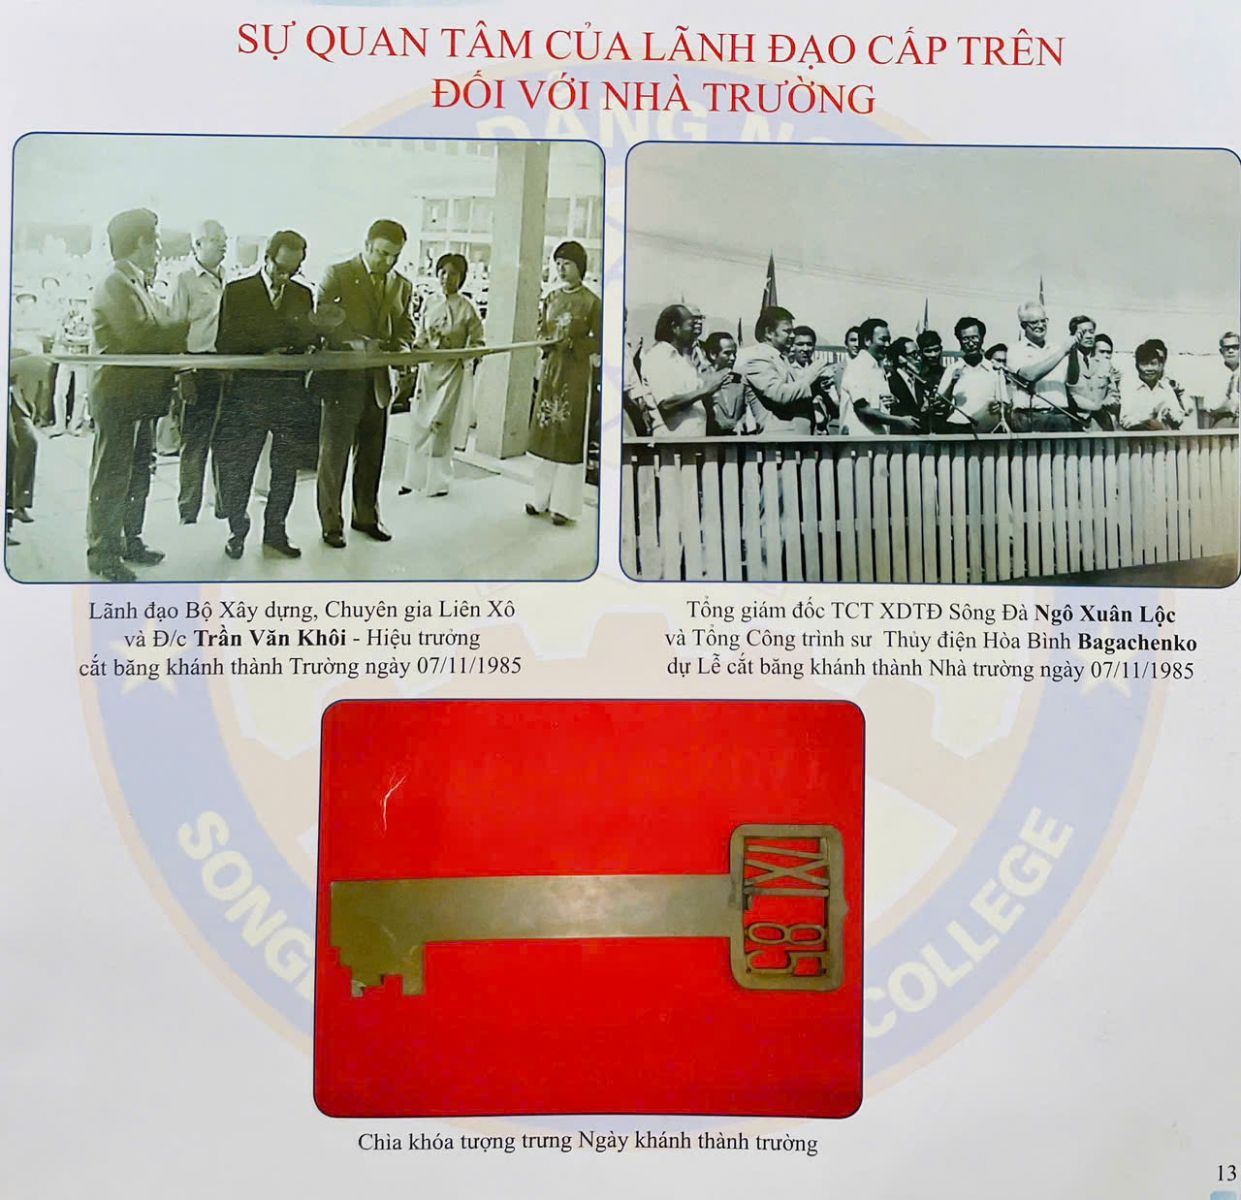 SỰ QUAN TÂM CỦA LÃNH ĐẠO CẤP TRÊN
ĐỐI VỚI NHÀ TRƯỜNG
Lãnh đạo Bộ Xây dựng, Chuyên gia Liên Xô
và Đ/c Trần Văn Khôi - Hiệu trưởng
cắt băng khánh thành Trường ngày 07/11/1985
Tổng giám đốc TCT XDTĐ Sông Đà Ngô Xuân Lộc
và Tổng Công trình sư Thủy điện Hòa Bình Bagachenko
dự Lễ cắt băng khánh thành Nhà trường ngày 07/11/1985
85
Chìa khóa tượng trưng Ngày khánh thành trường
SONG
COLLEGE
13